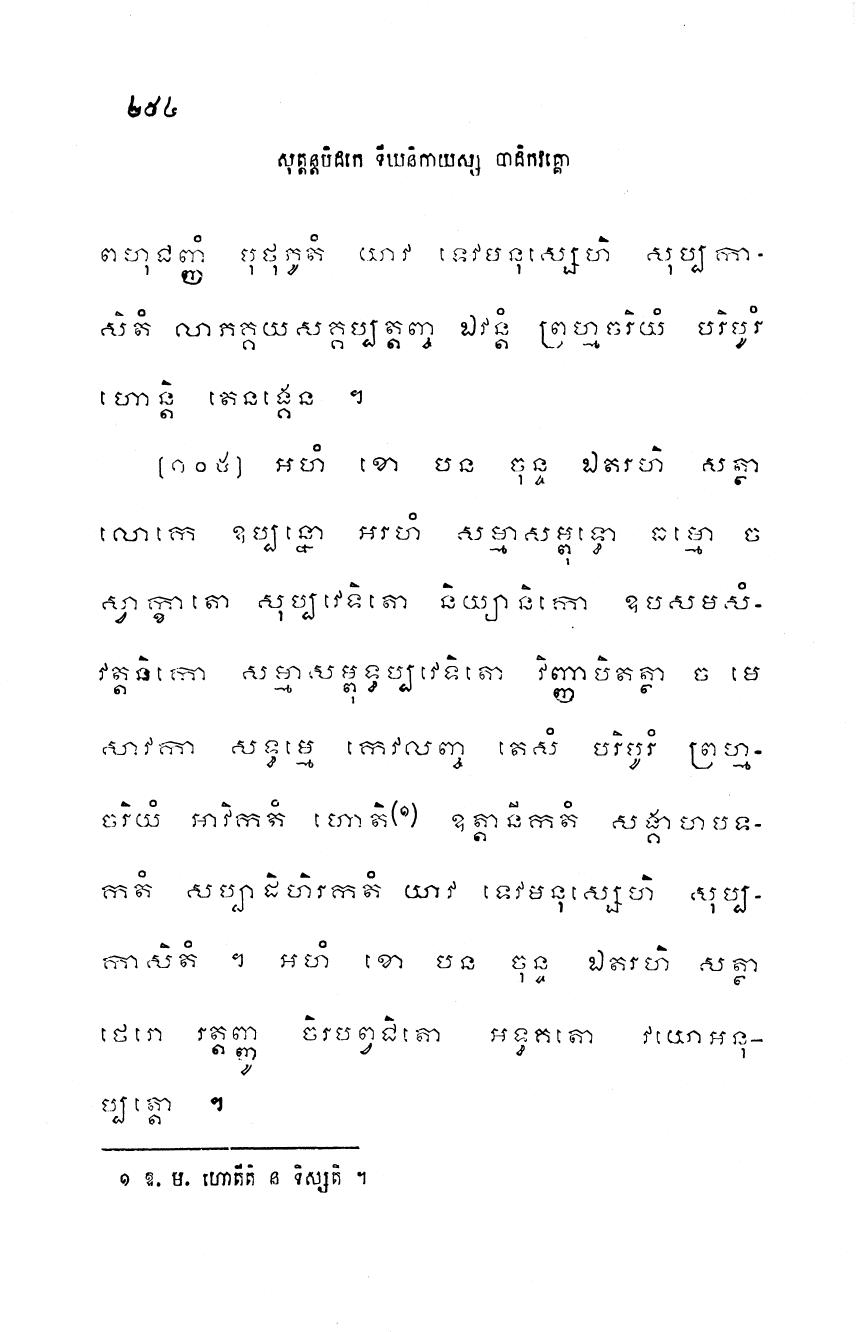 ២៥៤
សុត្តន្តបិដកេ ទីឃនិកាយស្ស បាដិកវគ្គោ
ពហុជញ្ញំ បុថុភូតំ យាវ ទេវមនុស្សេហិ សុប្បកា-
សិតំ លាភគ្គយសគ្គប្បត្តញ្ច ឯវន្តំ ព្រហ្មចរិយំ បរិបូរំ
ហោន្តិ តេនង្គេន ។
(១០៥) អហំ ខោ បន ចុន្ទ ឯតរហិ សត្ថា
លោកេ ឧប្បន្នោ អរហំ សម្មាសម្ពុទ្ធោ ធម្មោ ច
ស្វាក្ខាតោ សុប្បវេទិតោ និយ្យានិកោ ឧបសមសំ-
វត្តនិកោ សម្មាសម្ពុទ្ធប្បវេទិតោ វិញ្ញាបិតត្ថា ច មេ
សាវកា សទ្ធម្មេ កេវលញ្ច តេសំ បរិបូរំ ព្រហ្ម-
ចរិយំ អាវិកតំ ហោតិ(១) ឧត្តានីកតំ សង្គាហបទ-
កតំ សប្បាដិហិរកតំ យាវ ទេវមនុស្សេហិ សុប្ប-
កាសិតំ ។ អហំ ខោ បន ចុន្ទ ឯតរហិ សត្ថា
ថេរោ រត្តញ្ញូ ចិរបព្វជិតោ អទ្ធគតោ វយោអនុ-
ប្បត្តោ ។
១ ឱ. ម. ហោតីតិ ន ទិស្សតិ ។